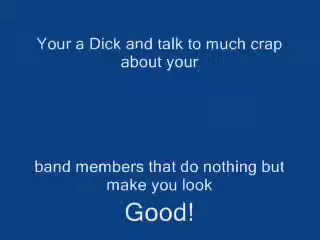 Your a Dick and talk to much crap
about your
band members that do nothing but
make you look
Good!